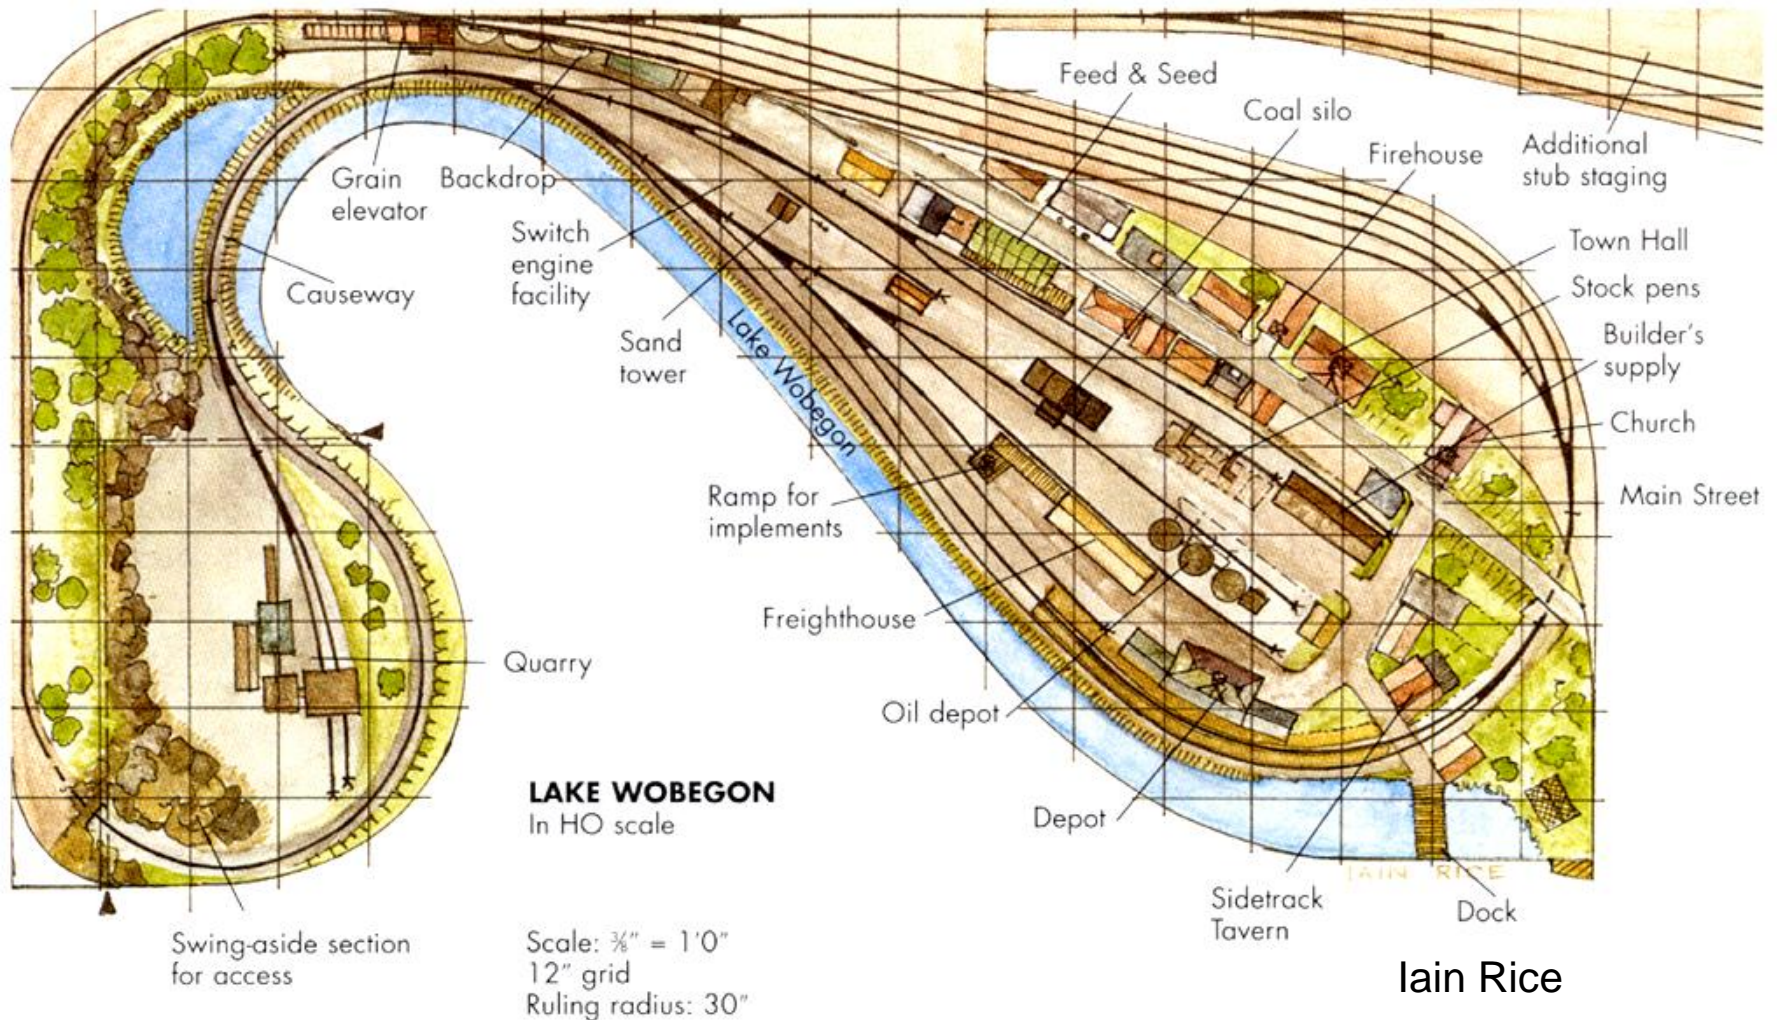 Feed & Seed
Coal silo
Firehouse
Additional
stub staging
Grain
elevator
Backdrop
Switch
engine
facility
Town Hall
Stock pens
Causeway
Builder's
supply
Sand
tower
Lake Wobegon
Church
Main Street
Ramp for
implements
Freighthouse
Quarry
Oil depot
LAKE WOBEGON
In HO scale
Depot
IAIN RICE
Sidetrack
Tavern
Dock
Swing-aside section
for access
Scale: ⅜" = 1'0"
12" grid
Ruling radius: 30"
Iain Rice